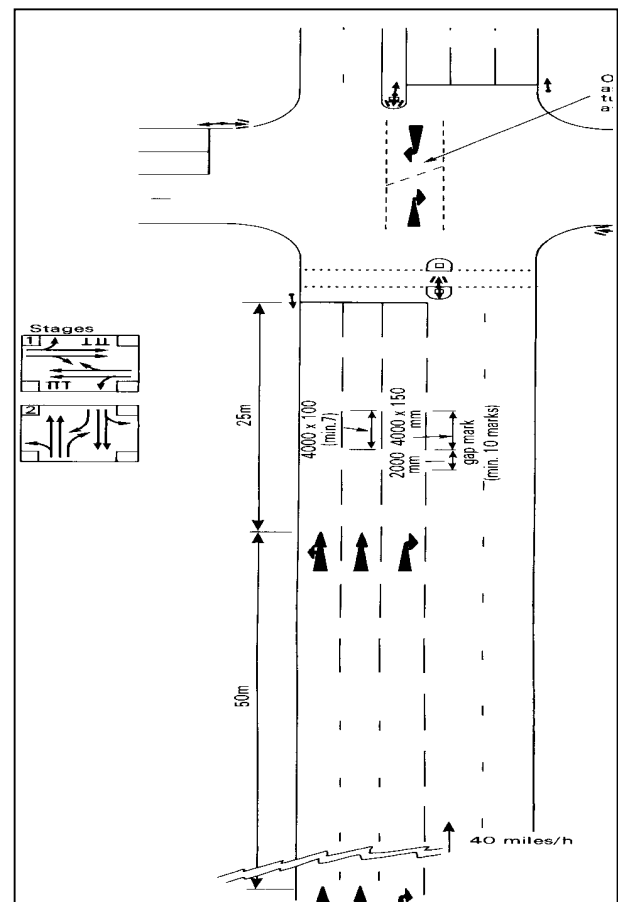 Stages
1
2
25m
50m
4000 x 100
(min.7)
2000 4000 x 150
mm mm
gap mark
(min. 10 marks)
40 miles/h